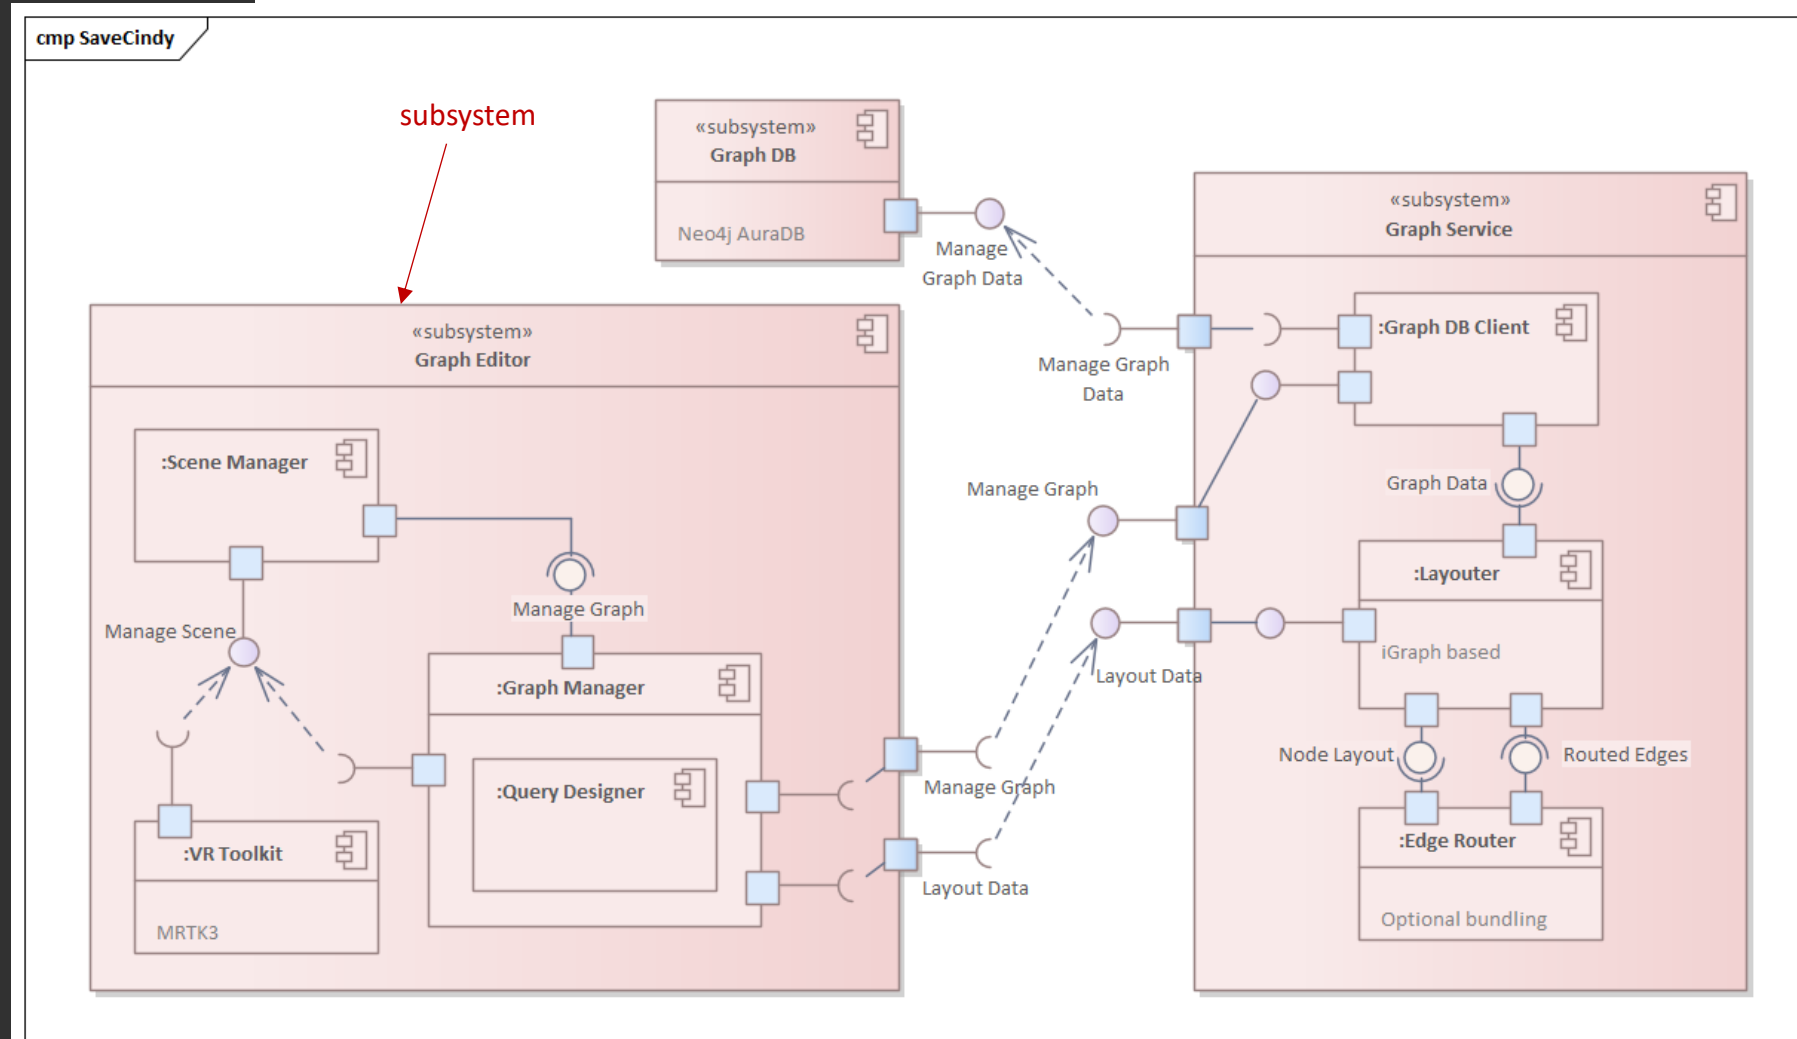 cmp SaveCindy
subsystem
«subsystem»
Graph DB
Neo4j AuraDB
Manage
Graph Data
«subsystem»
Graph Service
:Graph DB Client
Manage Graph
Data
Graph Data
Manage Graph
:Layouter
iGraph based
Layout Data
Node Layout
Routed Edges
:Edge Router
Optional bundling
«subsystem»
Graph Editor
:Scene Manager
Manage Graph
Manage Scene
:Graph Manager
:Query Designer
Manage Graph
:VR Toolkit
MRTK3
Layout Data